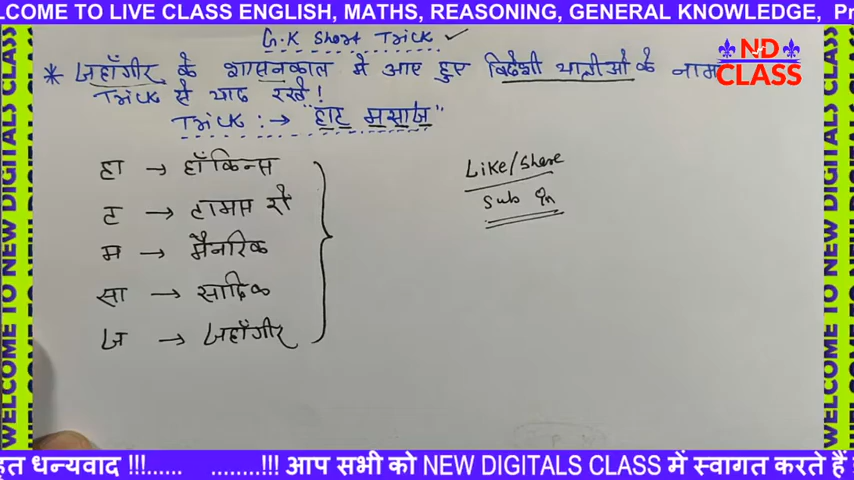 LCOME TO LIVE CLASS ENGLISH, MATHS, REASONING, GENERAL KNOWLEDGE, Pr
G.K Short Trick ✓
* जहाँगीर के शासनकाल मे आए हुए विदेशी यात्रीओ के नाम
Trick से याद रखे!
Trick :→ "हाट मसाज"
हा → हॉकिन्स
ट → टामस रो
म → मैनरिक
सा → सादिक
ज → जहाँगीर
Like/Share
Sub
ND
CLASS
WELCOME TO NEW DIGITALS CLASS
WELCOME TO NEW DIGITALS CLASS
हुत धन्यवाद !!!...... ........!!! आप सभी को NEW DIGITALS CLASS में स्वागत करते हैं